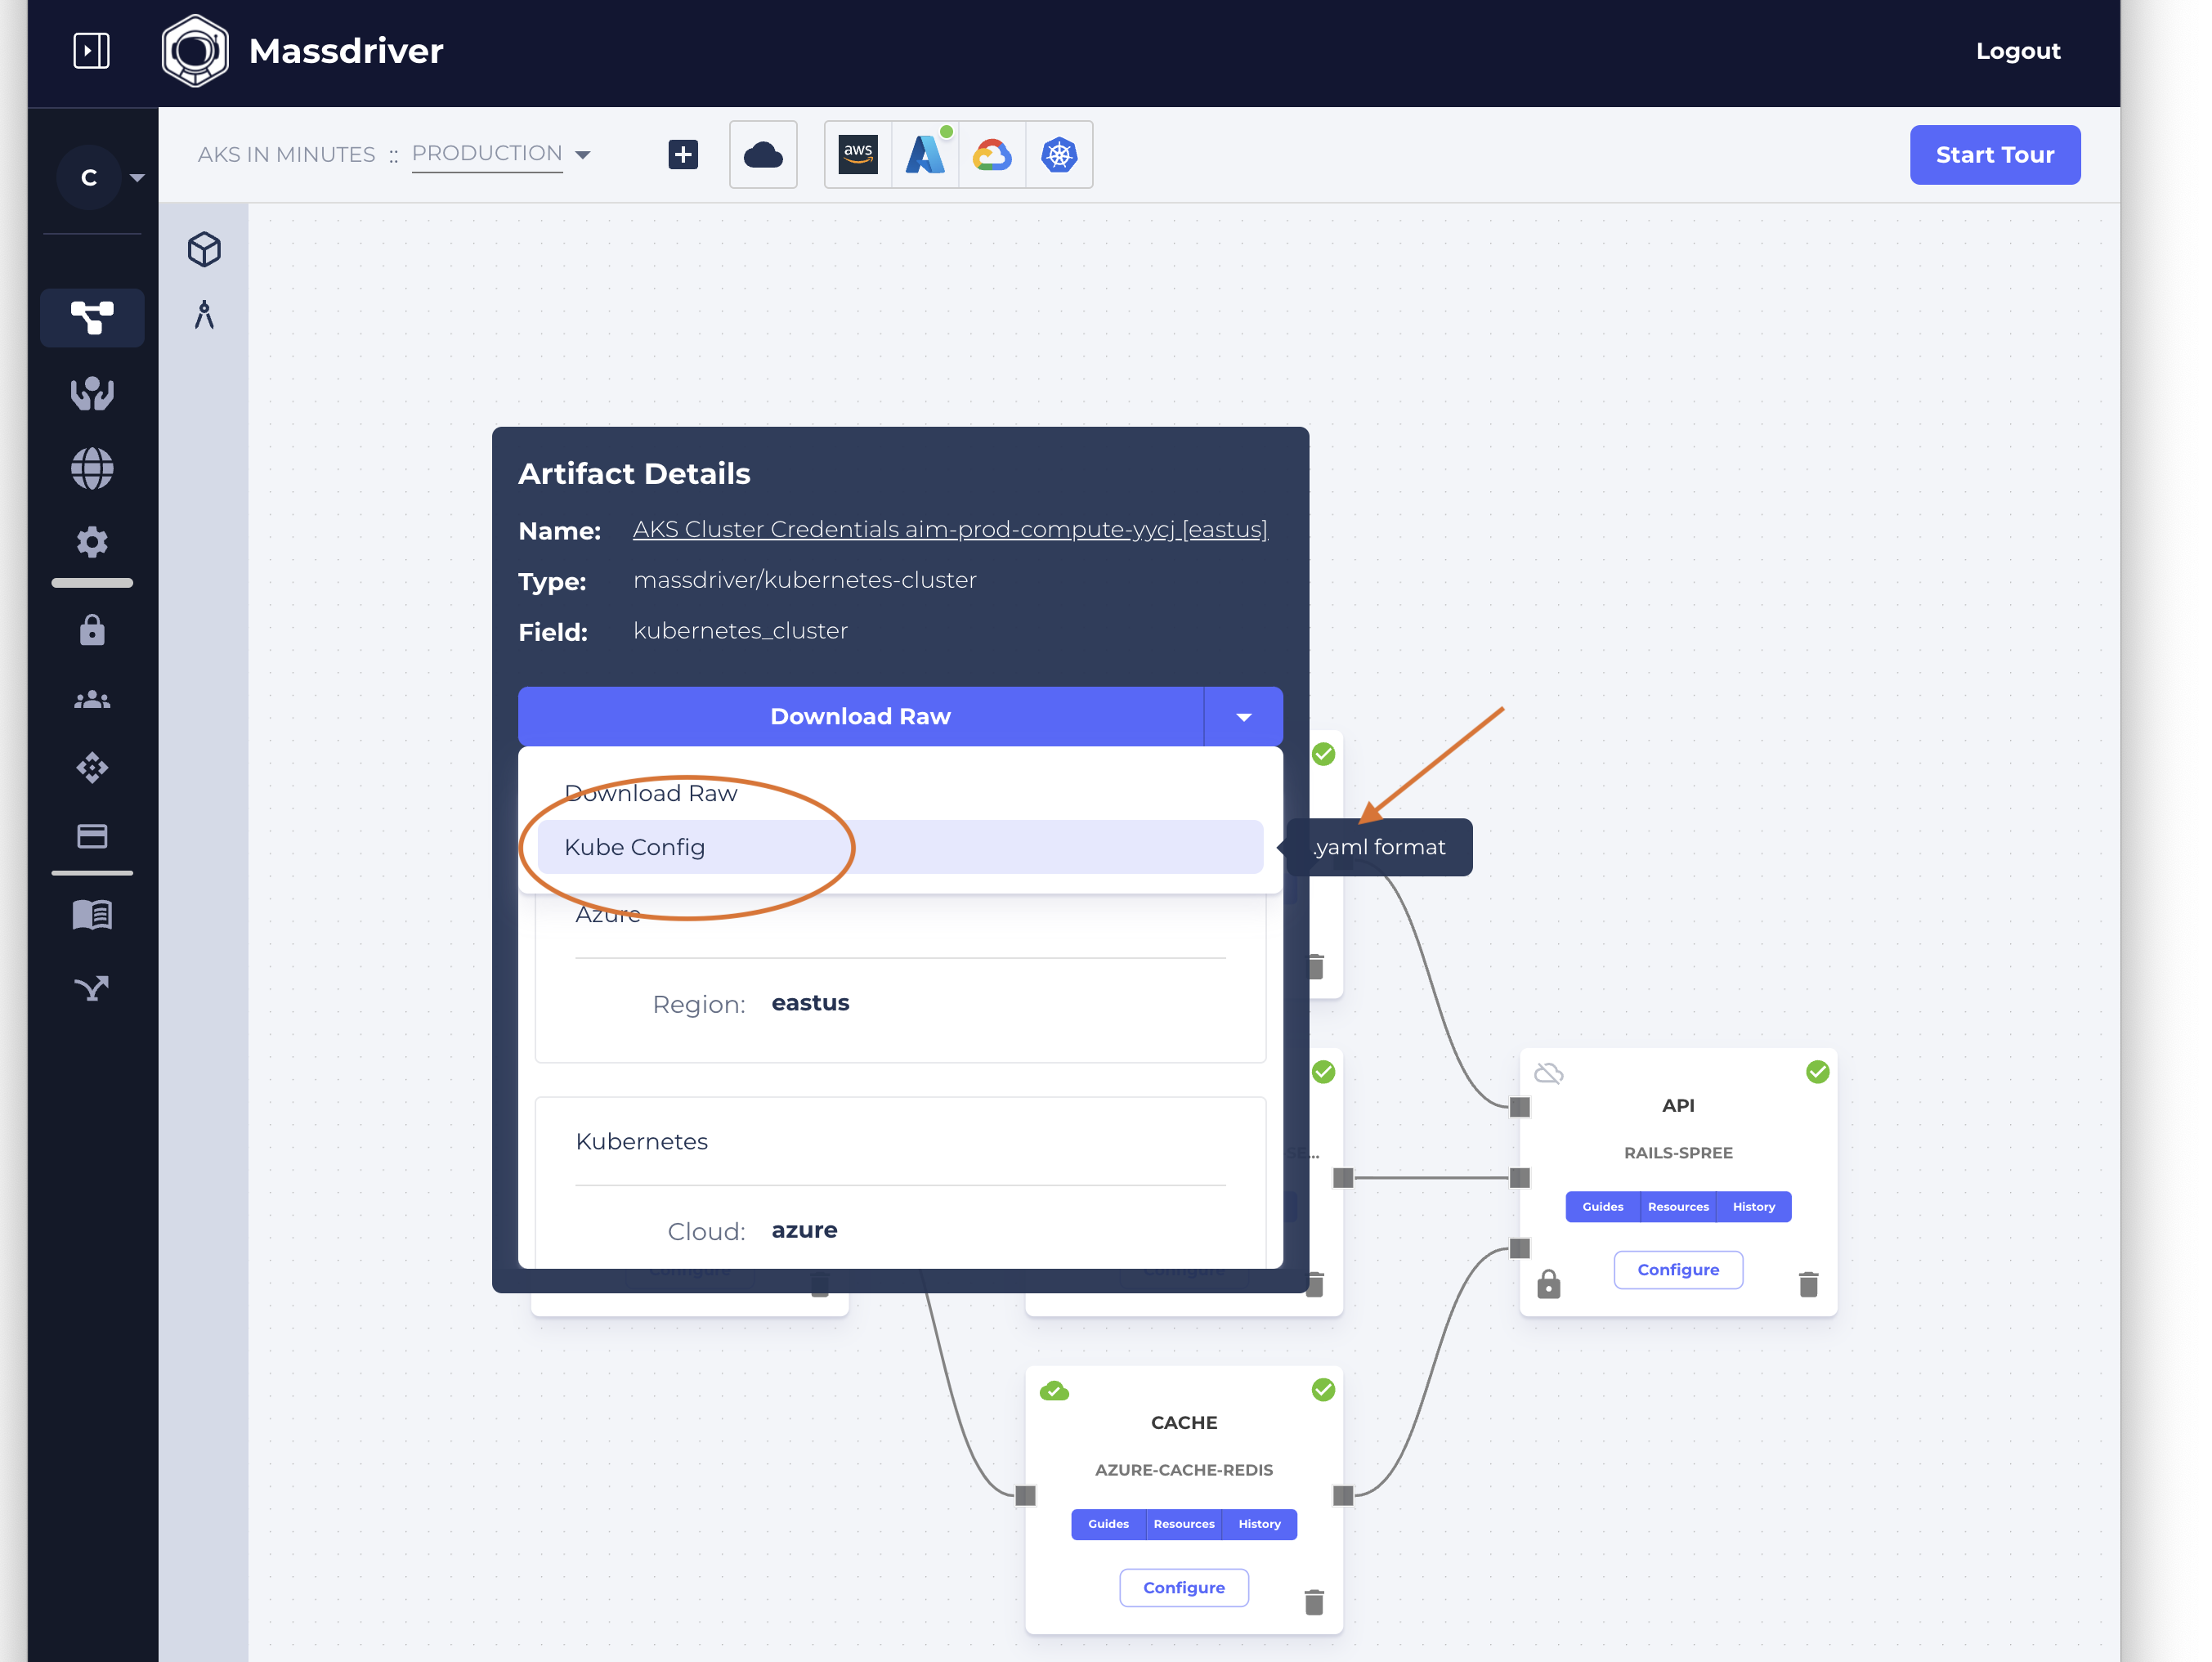 Massdriver
Logout
C
AKS IN MINUTES :: PRODUCTION
aws
Start Tour
Artifact Details
Name: AKS Cluster Credentials aim-prod-compute-yycj [eastus]
Type: massdriver/kubernetes-cluster
Field: kubernetes_cluster
Download Raw
Download Raw
Kube Config
.yaml format
Azure
Region: eastus
Kubernetes
Cloud: azure
Configure
Configure
API
RAILS-SPREE
Guides Resources History
Configure
CACHE
AZURE-CACHE-REDIS
Guides Resources History
Configure